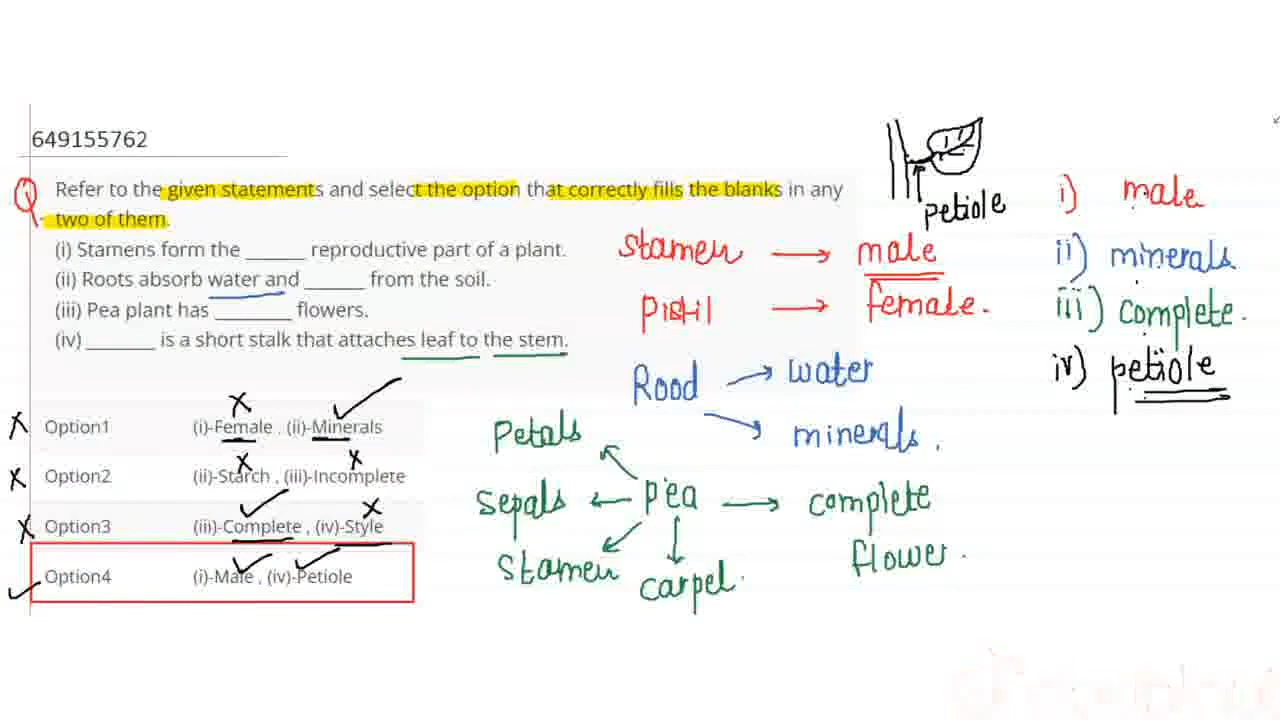 649155762
Q Refer to the given statements and select the option that correctly fills the blanks in any
two of them.
(i) Stamens form the ______ reproductive part of a plant.
(ii) Roots absorb water and ______ from the soil.
(iii) Pea plant has ________ flowers.
(iv) _______ is a short stalk that attaches leaf to the stem.
Option1 (i)-Female , (ii)-Minerals
Option2 (ii)-Starch , (iii)-Incomplete
Option3 (iii)-Complete , (iv)-Style
Option4 (i)-Male , (iv)-Petiole
petiole
stamen → male
pistil → female.
Rood → water
→ minerals.
Petals
sepals ← pea → complete
flower.
stamen
carpel.
i) male
ii) minerals
iii) complete.
iv) petiole